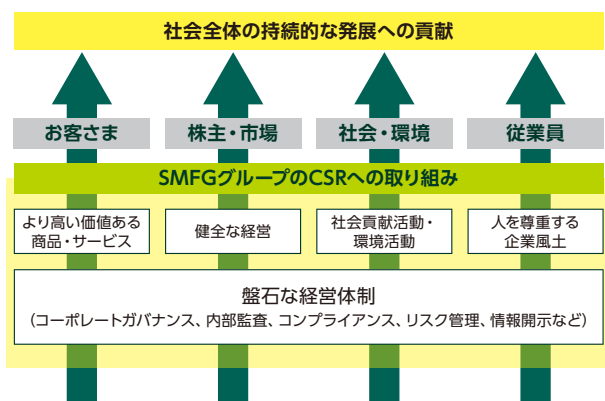 社会全体の持続的な発展への貢献
お客さま
株主・市場
社会・環境
従業員
SMFGグループのCSRへの取り組み
より高い価値ある
商品・サービス
健全な経営
社会貢献活動・
環境活動
人を尊重する
企業風土
盤石な経営体制
（コーポレートガバナンス、内部監査、コンプライアンス、リスク管理、情報開示など）